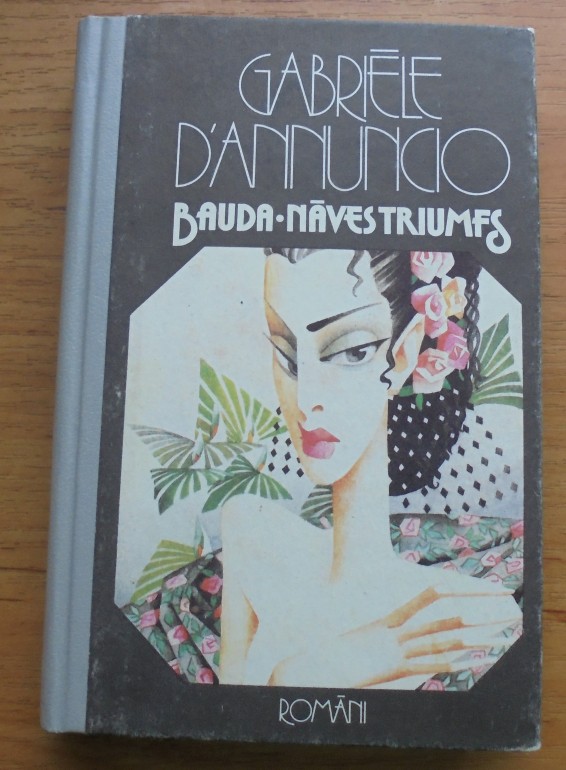 GABRIĒLE
D'ANNUNCIO
BAUDA • NĀVES TRIUMFS
ROMĀNI